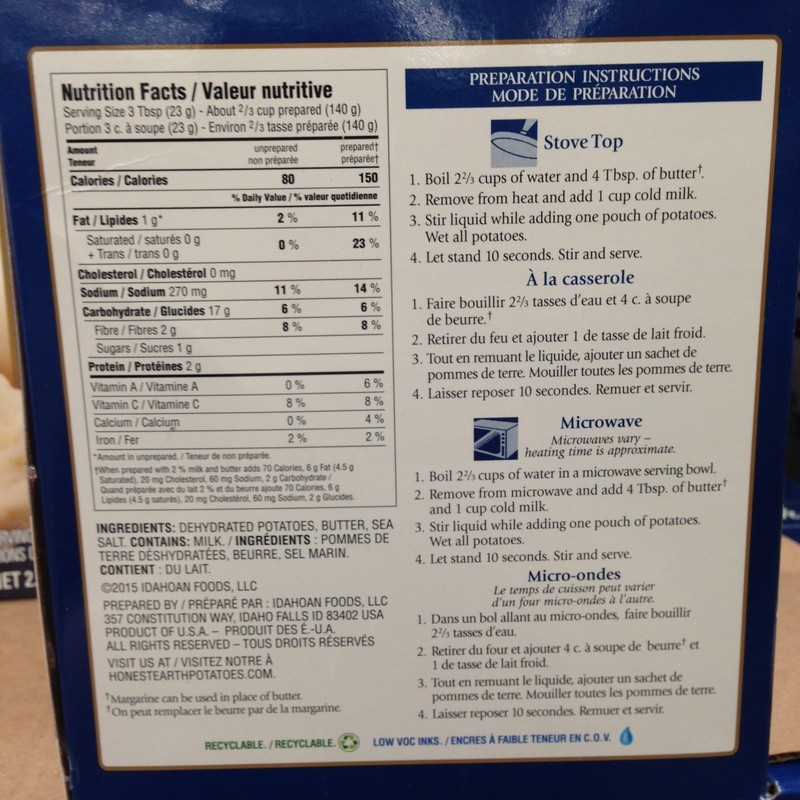 Nutrition Facts / Valeur nutritive
Serving Size 3 Tbsp (23 g) - About 2/3 cup prepared (140 g)
Portion 3 c. à soupe (23 g) - Environ 2/3 tasse préparée (140 g)
Amount unprepared prepared†
Teneur non préparée préparée†
Calories / Calories 80 150
% Daily Value / % valeur quotidienne
Fat / Lipides 1 g* 2 % 11 %
Saturated / saturés 0 g
+ Trans / trans 0 g 0 % 23 %
Cholesterol / Cholestérol 0 mg
Sodium / Sodium 270 mg 11 % 14 %
Carbohydrate / Glucides 17 g 6 % 6 %
Fibre / Fibres 2 g 8 % 8 %
Sugars / Sucres 1 g
Protein / Protéines 2 g
Vitamin A / Vitamine A 0 % 6 %
Vitamin C / Vitamine C 8 % 8 %
Calcium / Calcium 0 % 4 %
Iron / Fer 2 % 2 %
*Amount in unprepared. / Teneur de non préparée.
†When prepared with 2 % milk and butter adds 70 Calories, 6 g Fat (4.5 g
Saturated), 20 mg Cholesterol, 60 mg Sodium, 2 g Carbohydrate /
Quand préparée avec du lait 2 % et du beurre ajoute 70 Calories, 6 g
Lipides (4.5 g saturés), 20 mg Cholestérol, 60 mg Sodium, 2 g Glucides.
INGREDIENTS: DEHYDRATED POTATOES, BUTTER, SEA
SALT. CONTAINS: MILK. / INGRÉDIENTS : POMMES DE
TERRE DÉSHYDRATÉES, BEURRE, SEL MARIN.
CONTIENT : DU LAIT.
©2015 IDAHOAN FOODS, LLC
PREPARED BY / PRÉPARÉ PAR : IDAHOAN FOODS, LLC
357 CONSTITUTION WAY, IDAHO FALLS ID 83402 USA
PRODUCT OF U.S.A. – PRODUIT DES É.-U.A.
ALL RIGHTS RESERVED – TOUS DROITS RÉSERVÉS
VISIT US AT / VISITEZ NOTRE À
HONESTEARTHPOTATOES.COM.
†Margarine can be used in place of butter.
†On peut remplacer le beurre par de la margarine.
PREPARATION INSTRUCTIONS
MODE DE PRÉPARATION
Stove Top
1. Boil 2 2/3 cups of water and 4 Tbsp. of butter†.
2. Remove from heat and add 1 cup cold milk.
3. Stir liquid while adding one pouch of potatoes.
Wet all potatoes.
4. Let stand 10 seconds. Stir and serve.
À la casserole
1. Faire bouillir 2 2/3 tasses d'eau et 4 c. à soupe
de beurre.†
2. Retirer du feu et ajouter 1 de tasse de lait froid.
3. Tout en remuant le liquide, ajouter un sachet de
pommes de terre. Mouiller toutes les pommes de terre.
4. Laisser reposer 10 secondes. Remuer et servir.
Microwave
Microwaves vary –
heating time is approximate.
1. Boil 2 2/3 cups of water in a microwave serving bowl.
2. Remove from microwave and add 4 Tbsp. of butter†
and 1 cup cold milk.
3. Stir liquid while adding one pouch of potatoes.
Wet all potatoes.
4. Let stand 10 seconds. Stir and serve.
Micro-ondes
Le temps de cuisson peut varier
d'un four micro-ondes à l'autre.
1. Dans un bol allant au micro-ondes, faire bouillir
2 2/3 tasses d'eau.
2. Retirer du four et ajouter 4 c. à soupe de beurre† et
1 de tasse de lait froid.
3. Tout en remuant le liquide, ajouter un sachet de
pommes de terre. Mouiller toutes les pommes de terre.
4. Laisser reposer 10 secondes. Remuer et servir.
RECYCLABLE. / RECYCLABLE. LOW VOC INKS. / ENCRES À FAIBLE TENEUR EN C.O.V.